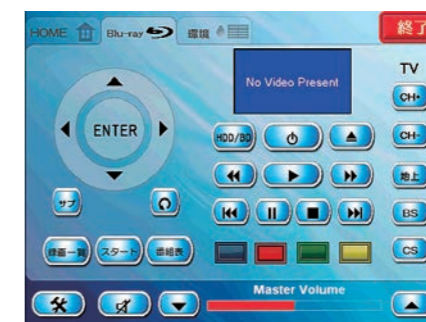 HOME Blu-ray 環境 終了
No Video Present
TV
CH+
ENTER
HDD/BD CH-
地上
サブ BS
録画一覧 スタート 番組表 CS
Master Volume